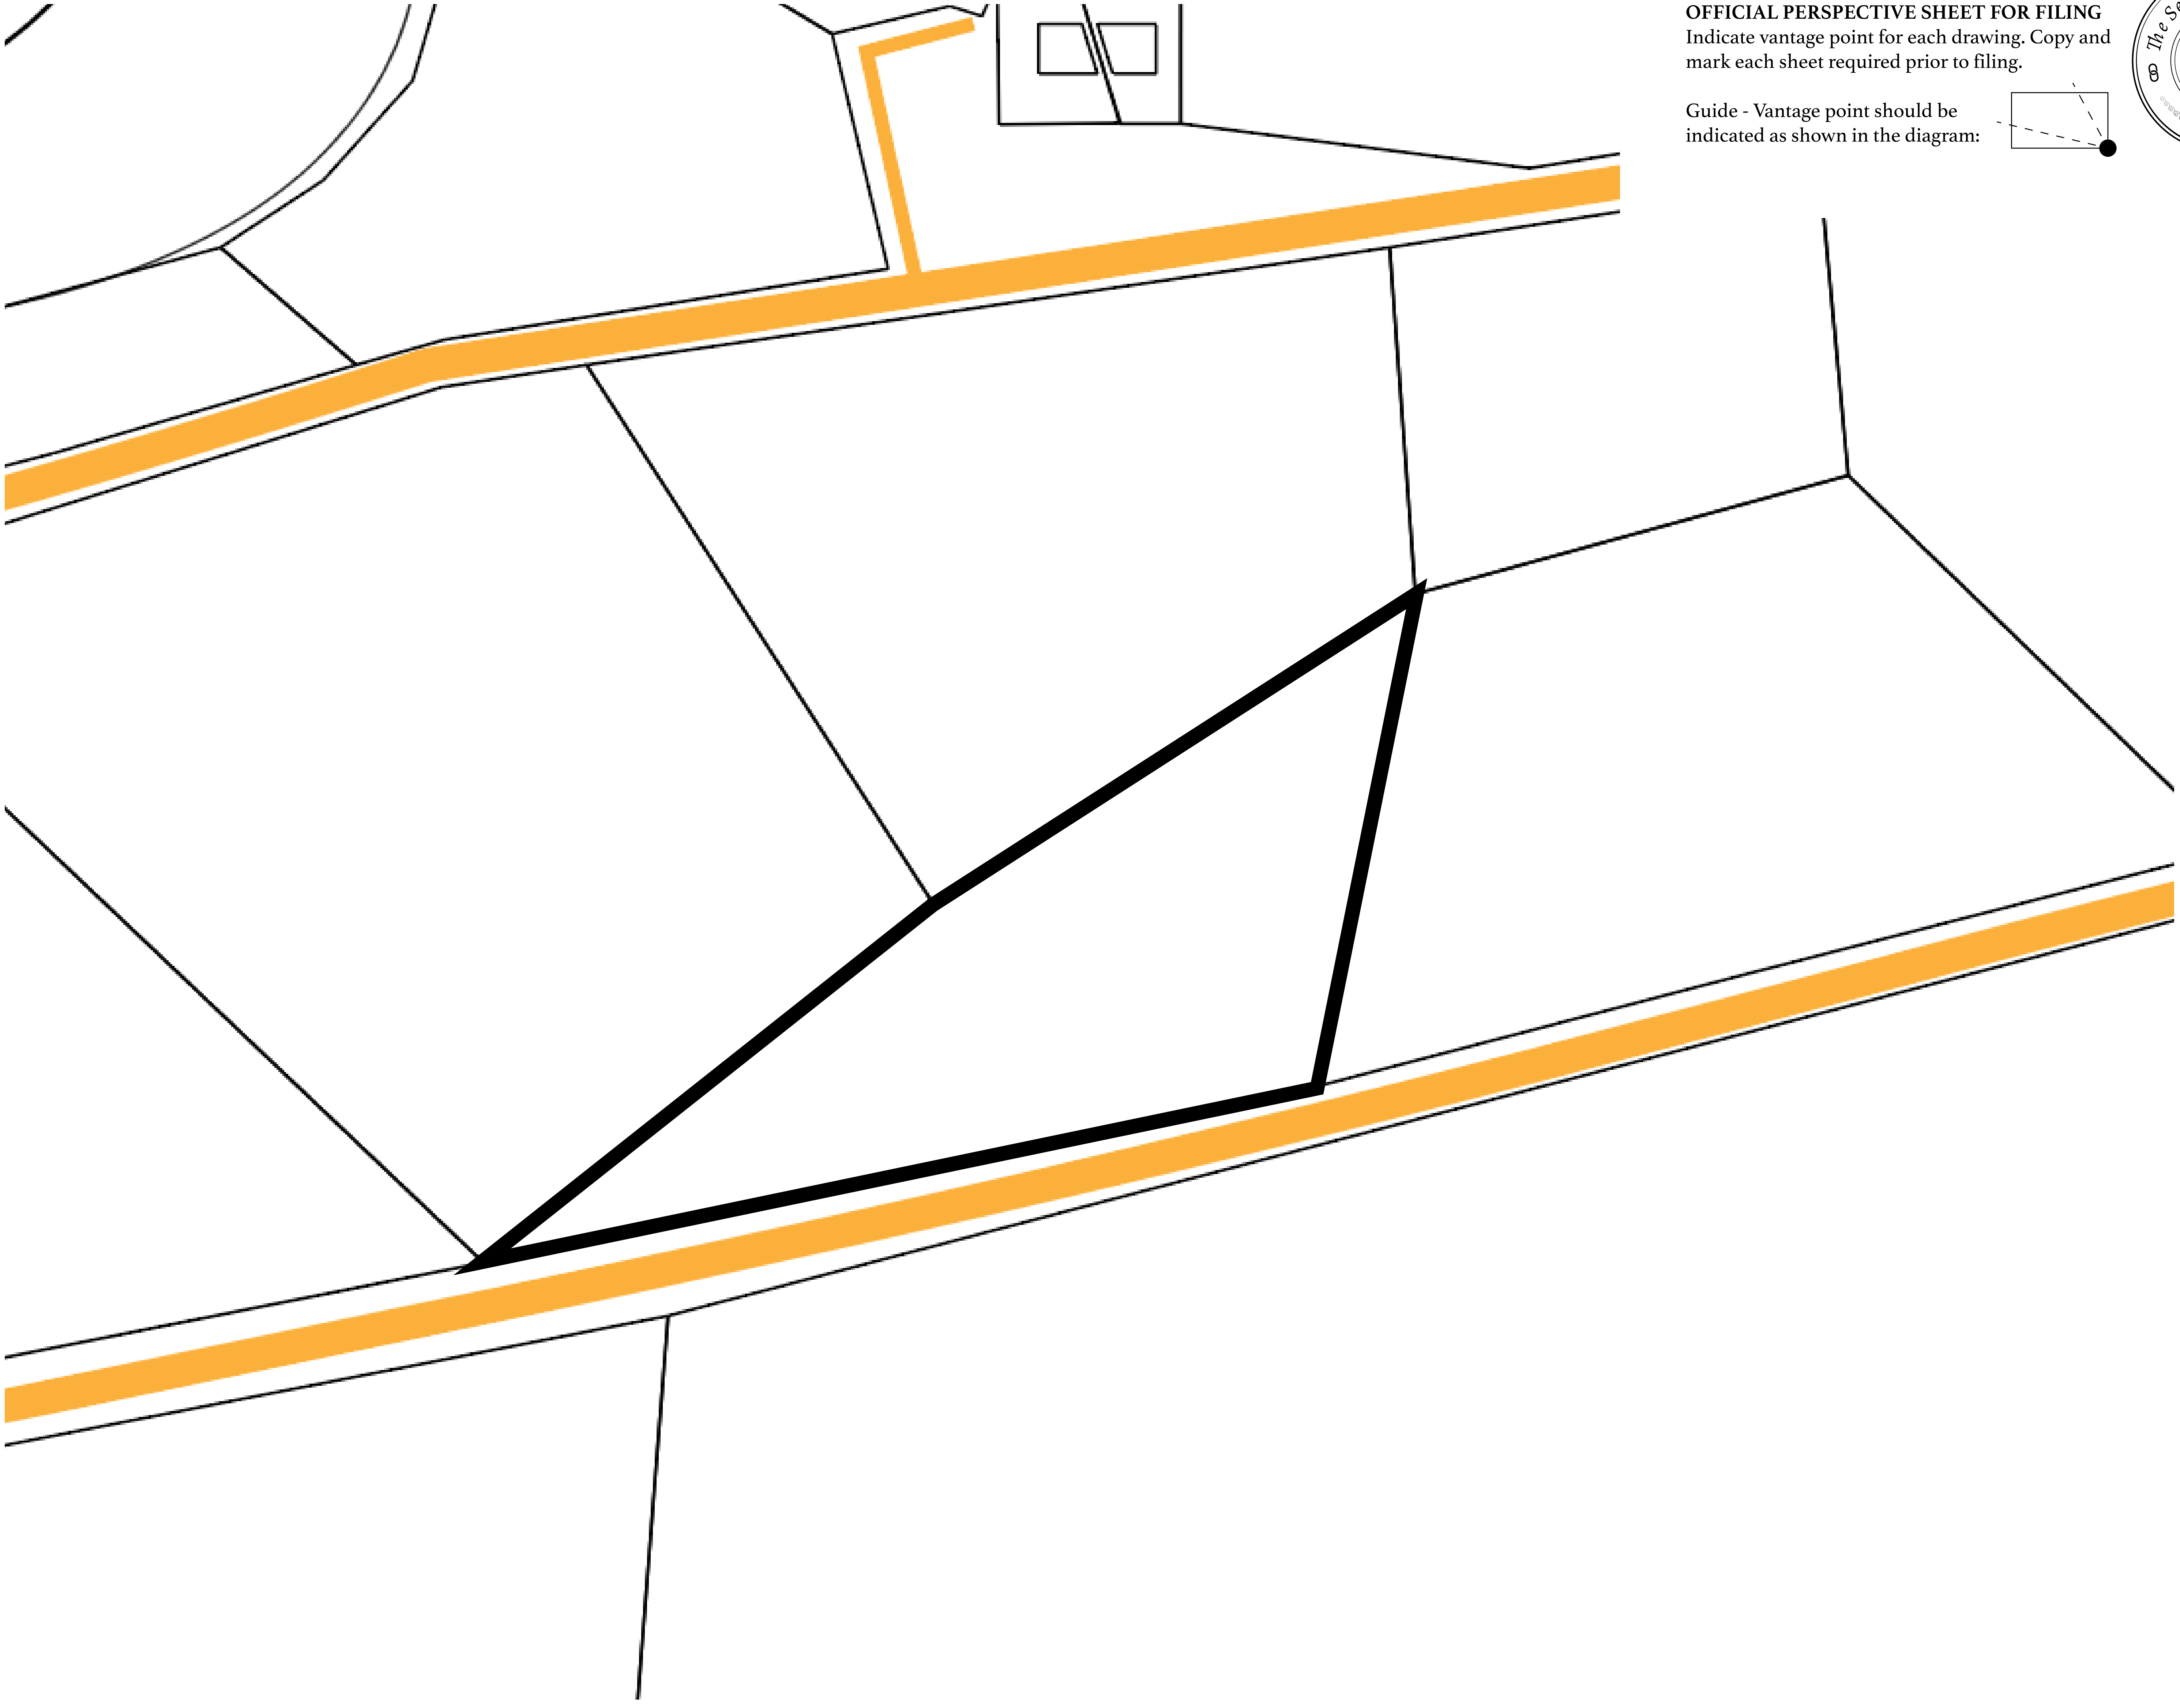 OFFICIAL PERSPECTIVE SHEET FOR FILING
Indicate vantage point for each drawing. Copy and
mark each sheet required prior to filing.
Guide - Vantage point should be
indicated as shown in the diagram:
The